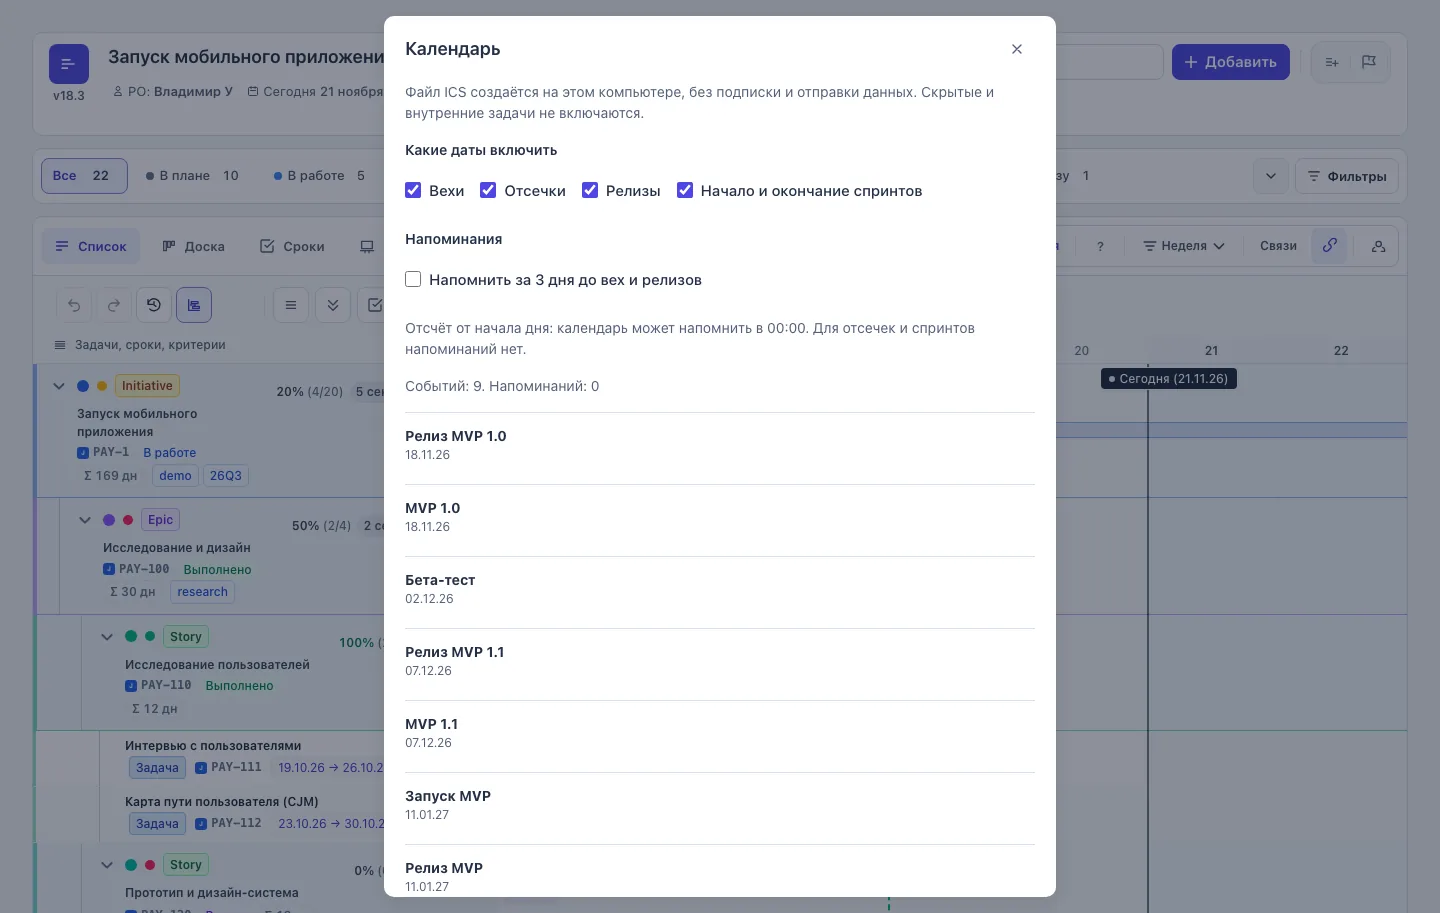 Запуск мобильного приложени
v18.3
PO: Владимир У
Сегодня 21 ноября
Добавить
Все 22
В плане 10
В работе 5
зу 1
Фильтры
Список
Доска
Сроки
?
Неделя
Связи
Задачи, сроки, критерии
20
21
22
Сегодня (21.11.26)
Initiative
20% (4/20)
5 сен
Запуск мобильного
приложения
PAY-1 В работе
Σ 169 дн
demo
26Q3
Epic
50% (2/4)
2 се
Исследование и дизайн
PAY-100 Выполнено
Σ 30 дн
research
Story
100%
Исследование пользователей
PAY-110 Выполнено
Σ 12 дн
Интервью с пользователями
Задача PAY-111 19.10.26 → 26.10.2
Карта пути пользователя (CJM)
Задача PAY-112 23.10.26 → 30.10.2
Story
0%
Прототип и дизайн-система
Календарь
Файл ICS создаётся на этом компьютере, без подписки и отправки данных. Скрытые и
внутренние задачи не включаются.
Какие даты включить
Вехи
Отсечки
Релизы
Начало и окончание спринтов
Напоминания
Напомнить за 3 дня до вех и релизов
Отсчёт от начала дня: календарь может напомнить в 00:00. Для отсечек и спринтов
напоминаний нет.
Событий: 9. Напоминаний: 0
Релиз MVP 1.0
18.11.26
MVP 1.0
18.11.26
Бета-тест
02.12.26
Релиз MVP 1.1
07.12.26
MVP 1.1
07.12.26
Запуск MVP
11.01.27
Релиз MVP
11.01.27